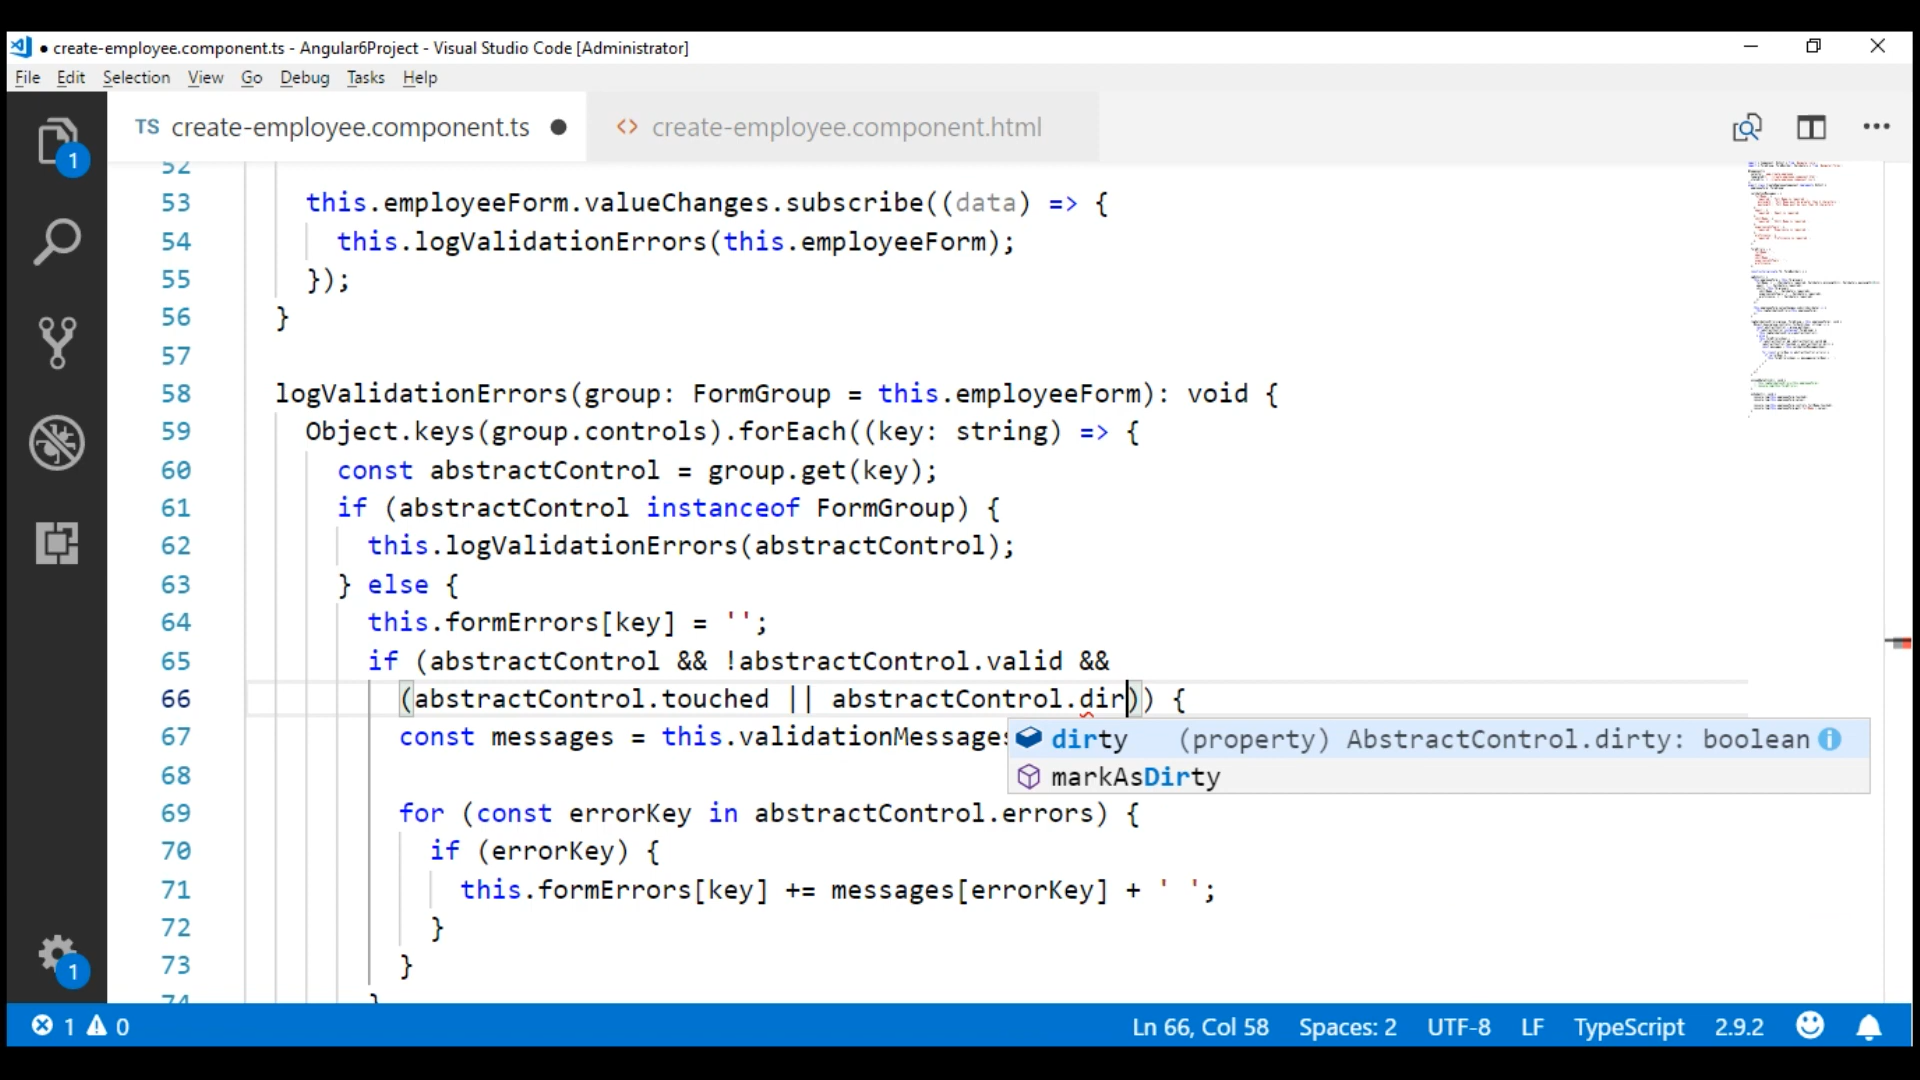 ● create-employee.component.ts - Angular6Project - Visual Studio Code [Administrator]
File Edit Selection View Go Debug Tasks Help
TS create-employee.component.ts ● <> create-employee.component.html
1
52
53 this.employeeForm.valueChanges.subscribe((data) => {
54 this.logValidationErrors(this.employeeForm);
55 });
56 }
57
58 logValidationErrors(group: FormGroup = this.employeeForm): void {
59 Object.keys(group.controls).forEach((key: string) => {
60 const abstractControl = group.get(key);
61 if (abstractControl instanceof FormGroup) {
62 this.logValidationErrors(abstractControl);
63 } else {
64 this.formErrors[key] = '';
65 if (abstractControl && !abstractControl.valid &&
66 (abstractControl.touched || abstractControl.dir)) {
67 const messages = this.validationMessages
dirty (property) AbstractControl.dirty: boolean
markAsDirty
68
69 for (const errorKey in abstractControl.errors) {
70 if (errorKey) {
71 this.formErrors[key] += messages[errorKey] + ' ';
72 }
73 }
74 }
1
1 0 Ln 66, Col 58 Spaces: 2 UTF-8 LF TypeScript 2.9.2